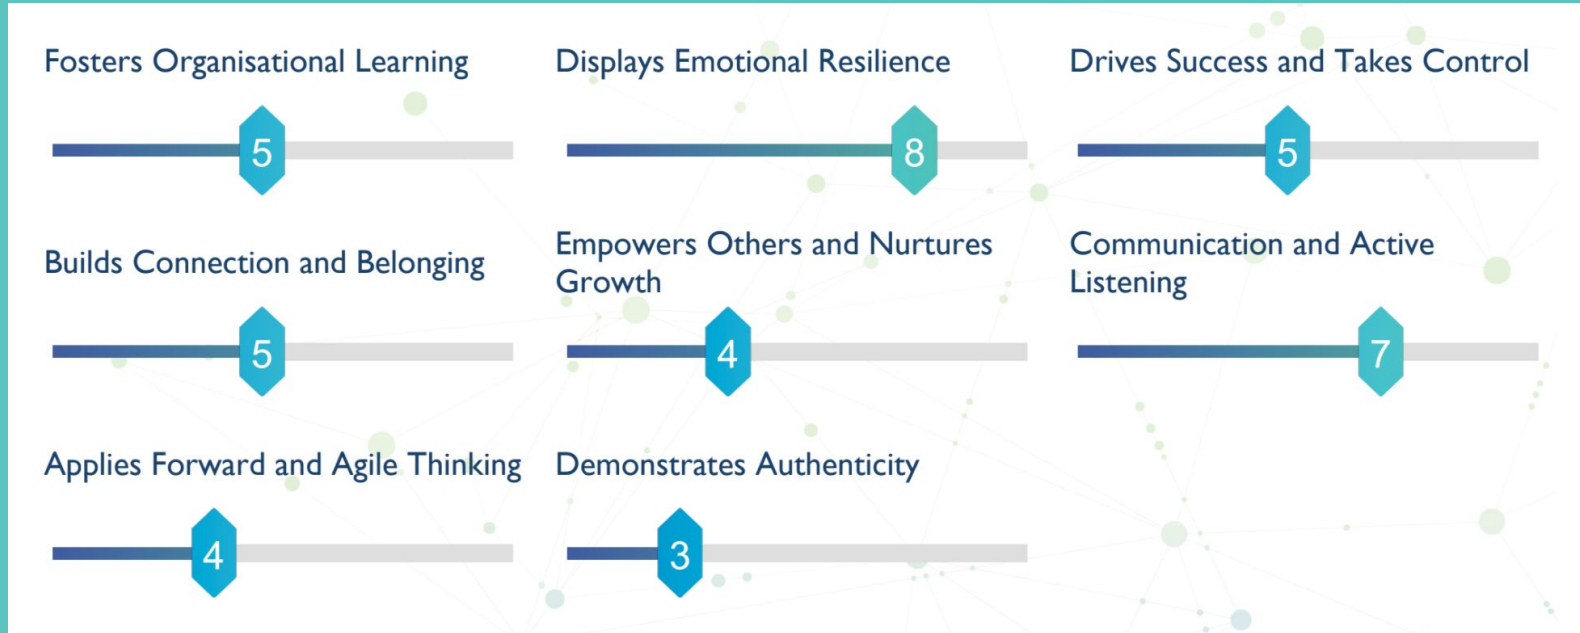 Fosters Organisational Learning
5
Displays Emotional Resilience
8
Drives Success and Takes Control
5
Builds Connection and Belonging
5
Empowers Others and Nurtures
Growth
4
Communication and Active
Listening
7
Applies Forward and Agile Thinking
4
Demonstrates Authenticity
3